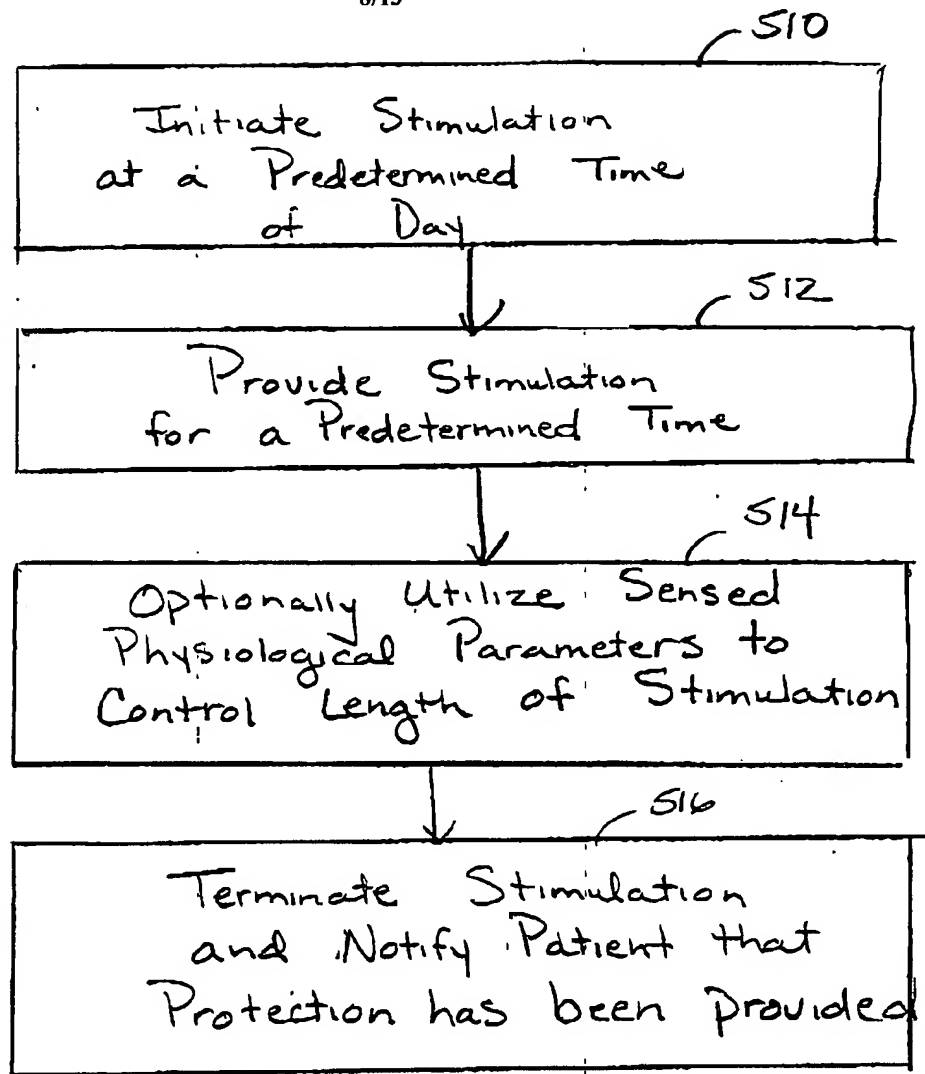 510
Initiate Stimulation
at a Predetermined Time
of Day
512
Provide Stimulation
for a Predetermined Time
514
Optionally Utilize Sensed
Physiological Parameters to
Control Length of Stimulation
516
Terminate Stimulation
and Notify Patient that
Protection has been provided